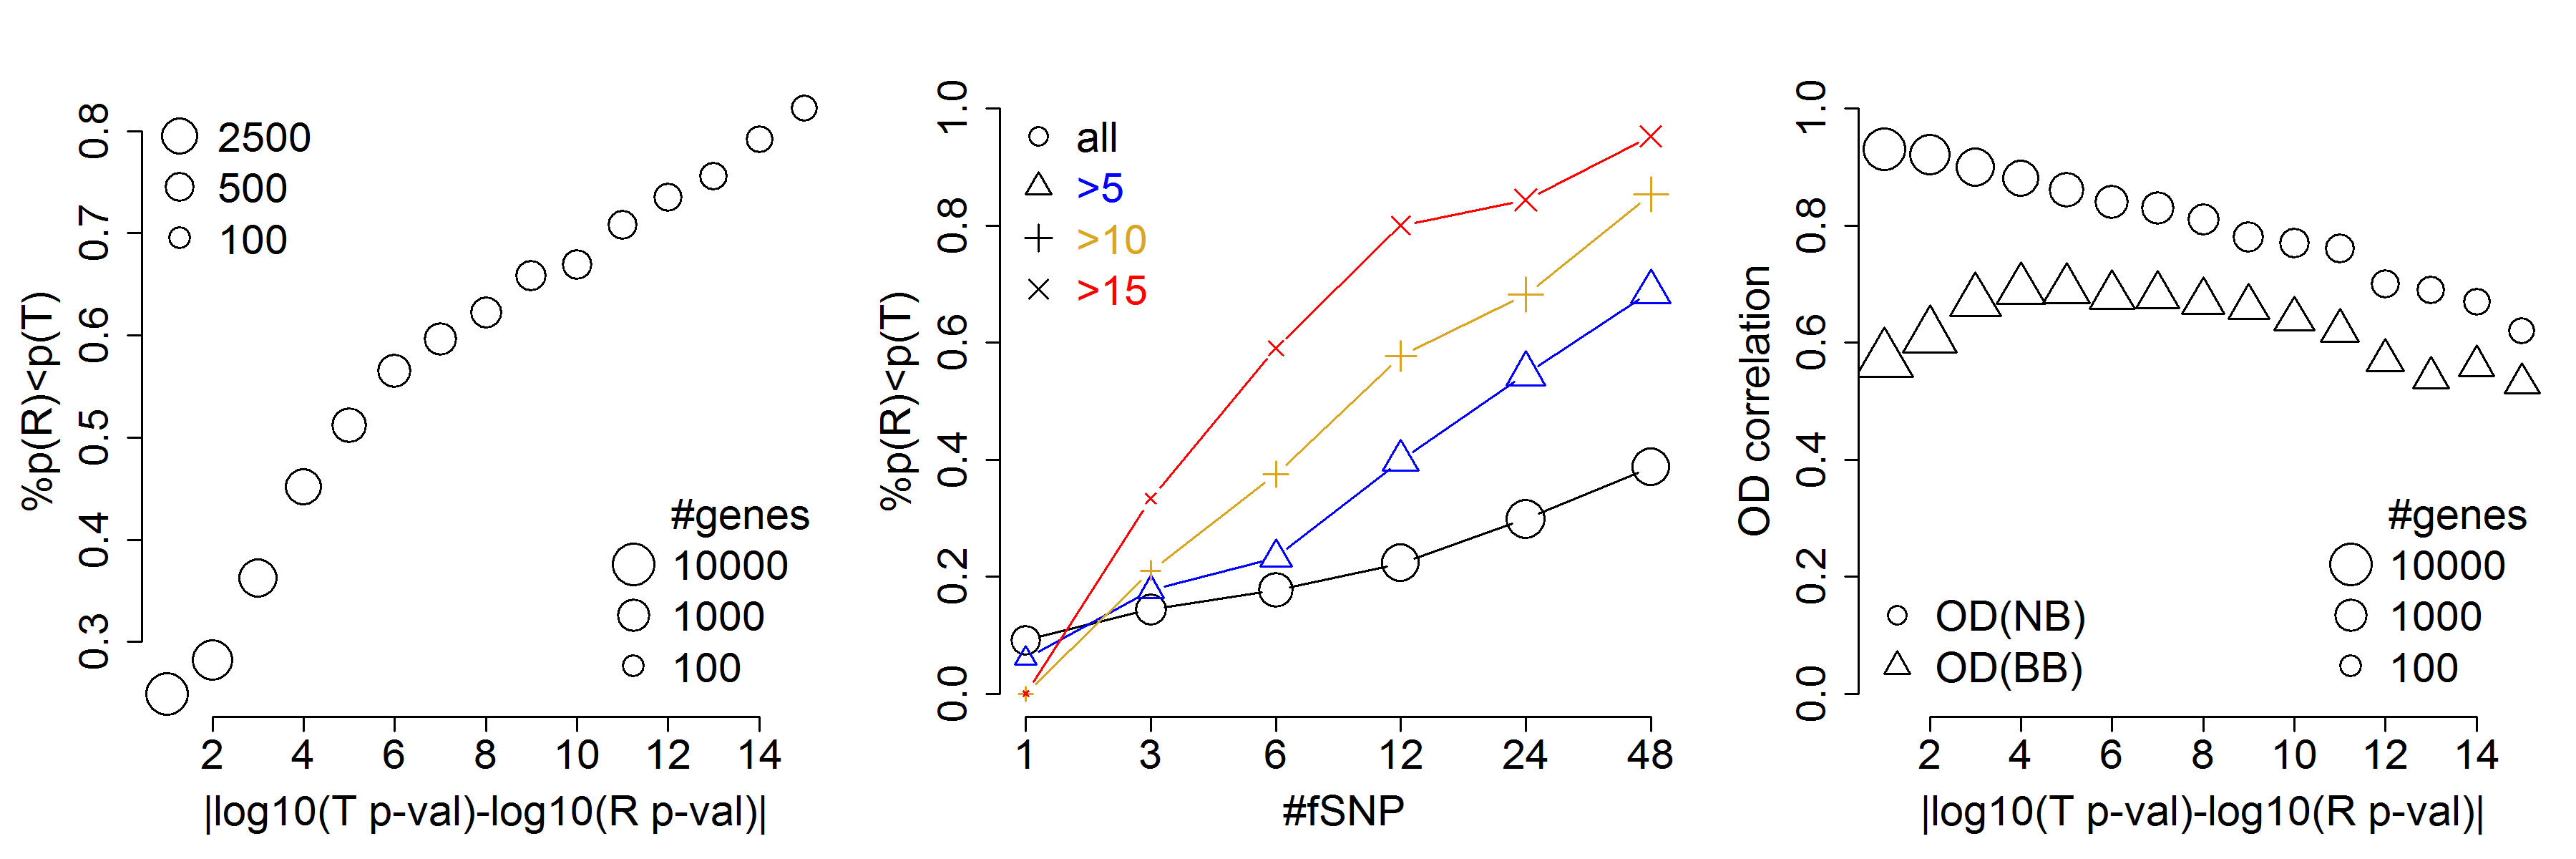 %p(R)<p(T)
0.8
0.7
0.6
0.5
0.4
0.3
2500
500
100
#genes
10000
1000
100
2 4 6 8 10 12 14
|log10(T p-val)-log10(R p-val)|
%p(R)<p(T)
1.0
0.8
0.6
0.4
0.2
0.0
all
>5
>10
>15
1 3 6 12 24 48
#fSNP
OD correlation
1.0
0.8
0.6
0.4
0.2
0.0
OD(NB)
OD(BB)
#genes
10000
1000
100
2 4 6 8 10 12 14
|log10(T p-val)-log10(R p-val)|